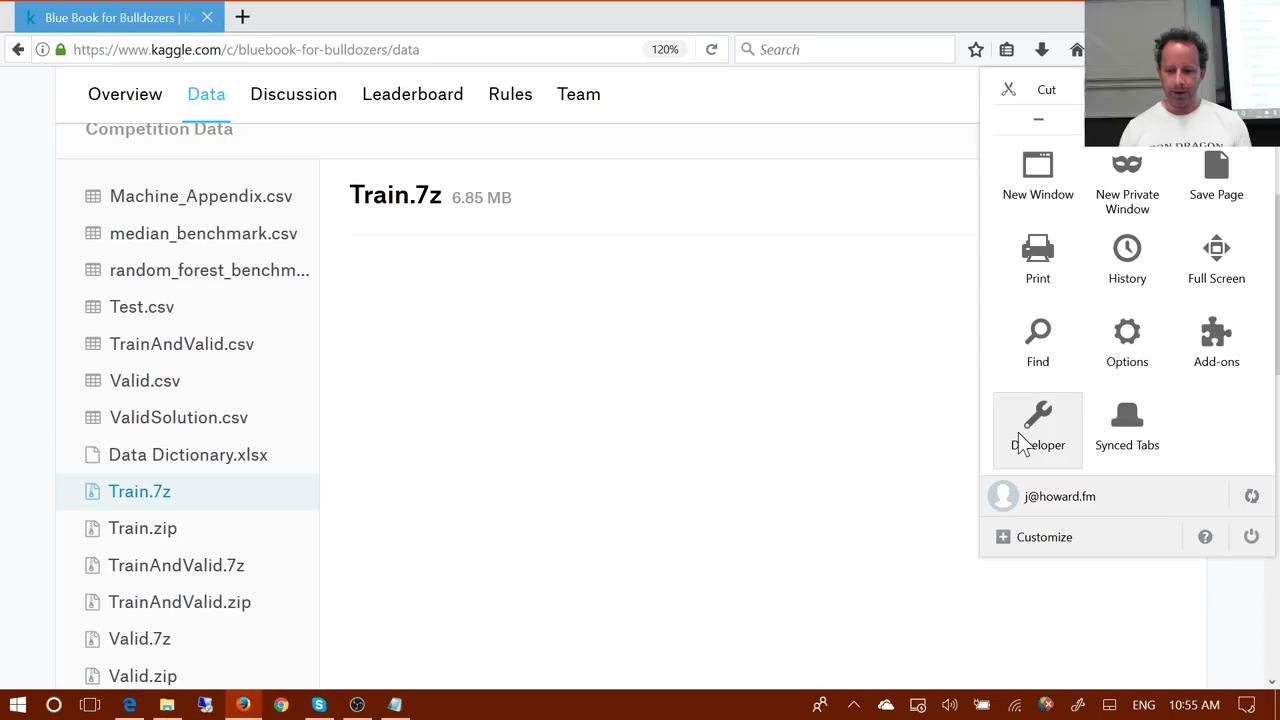 Blue Book for Bulldozers | K
https://www.kaggle.com/c/bluebook-for-bulldozers/data
120%
Search
Overview
Data
Discussion
Leaderboard
Rules
Team
Competition Data
Machine_Appendix.csv
median_benchmark.csv
random_forest_benchm...
Test.csv
TrainAndValid.csv
Valid.csv
ValidSolution.csv
Data Dictionary.xlsx
Train.7z
Train.zip
TrainAndValid.7z
TrainAndValid.zip
Valid.7z
Valid.zip
Train.7z 6.85 MB
Cut
New Window
New Private
Window
Save Page
Print
History
Full Screen
Find
Options
Add-ons
Developer
Synced Tabs
j@howard.fm
Customize
ENG
10:55 AM